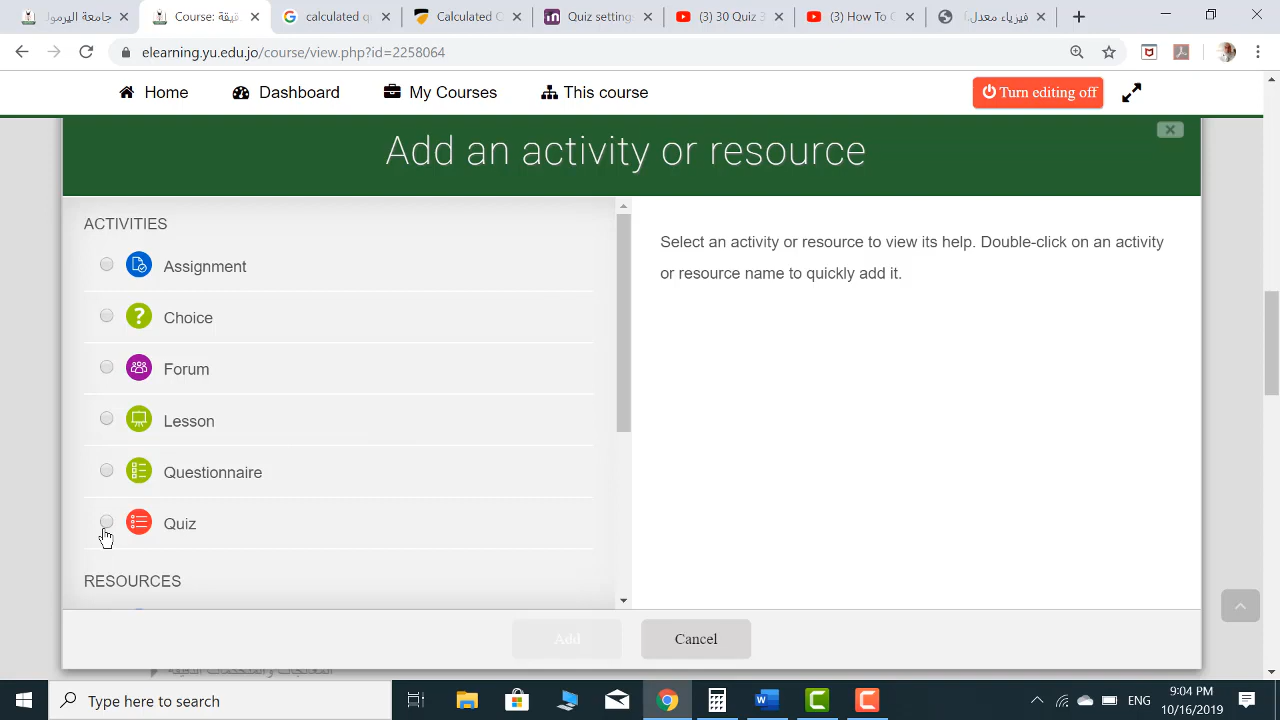 جامعة اليرموك
Course: قيقة
calculated q
Calculated C
Quiz setting
(3) 30 Quiz 3
(3) How To C
فيزياء معدل
elearning.yu.edu.jo/course/view.php?id=2258064
Home
Dashboard
My Courses
This course
Turn editing off
Add an activity or resource
ACTIVITIES
Assignment
Choice
Forum
Lesson
Questionnaire
Quiz
RESOURCES
Select an activity or resource to view its help. Double-click on an activity
or resource name to quickly add it.
Add
Cancel
Type here to search
ENG
9:04 PM
10/16/2019